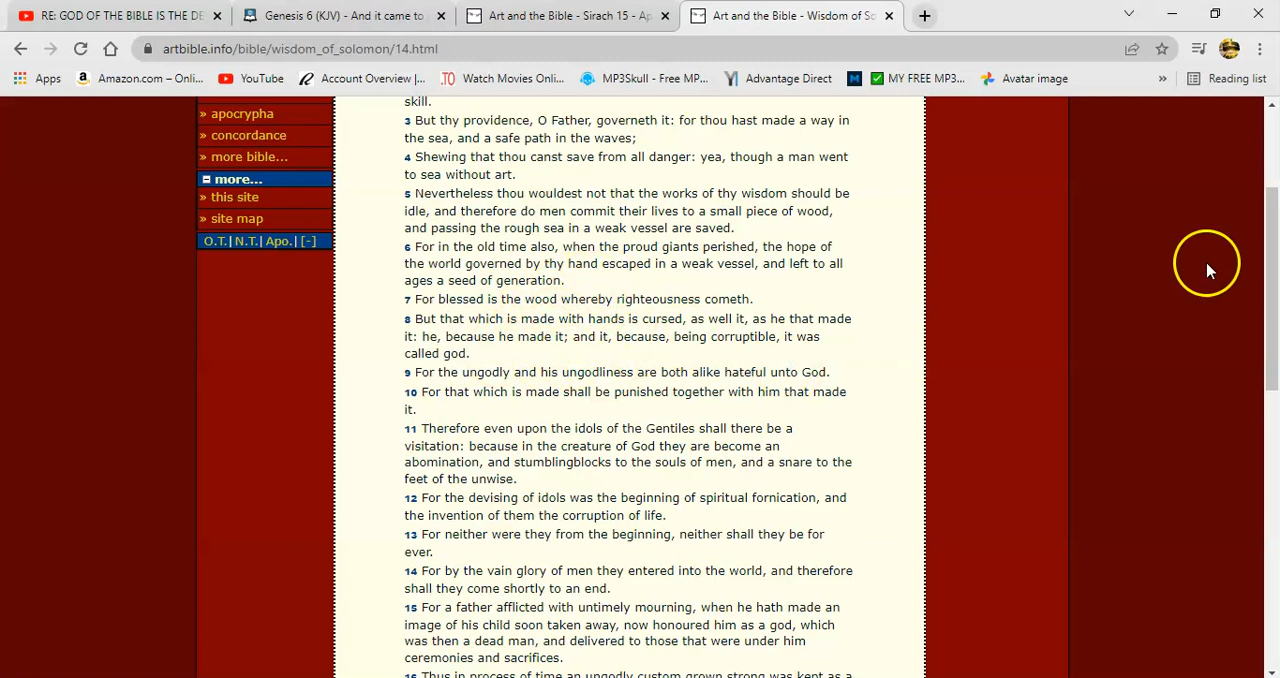 RE: GOD OF THE BIBLE IS THE DE
Genesis 6 (KJV) - And it came to
Art and the Bible - Sirach 15 - Ap
Art and the Bible - Wisdom of So
artbible.info/bible/wisdom_of_solomon/14.html
Apps
Amazon.com – Onli...
YouTube
Account Overview |...
Watch Movies Onli...
MP3Skull - Free MP...
Advantage Direct
MY FREE MP3...
Avatar image
»
Reading list
» apocrypha
» concordance
» more bible...
more...
» this site
» site map
O.T.| N.T.| Apo.| [-]
skill.
3 But thy providence, O Father, governeth it: for thou hast made a way in
the sea, and a safe path in the waves;
4 Shewing that thou canst save from all danger: yea, though a man went
to sea without art.
5 Nevertheless thou wouldest not that the works of thy wisdom should be
idle, and therefore do men commit their lives to a small piece of wood,
and passing the rough sea in a weak vessel are saved.
6 For in the old time also, when the proud giants perished, the hope of
the world governed by thy hand escaped in a weak vessel, and left to all
ages a seed of generation.
7 For blessed is the wood whereby righteousness cometh.
8 But that which is made with hands is cursed, as well it, as he that made
it: he, because he made it; and it, because, being corruptible, it was
called god.
9 For the ungodly and his ungodliness are both alike hateful unto God.
10 For that which is made shall be punished together with him that made
it.
11 Therefore even upon the idols of the Gentiles shall there be a
visitation: because in the creature of God they are become an
abomination, and stumblingblocks to the souls of men, and a snare to the
feet of the unwise.
12 For the devising of idols was the beginning of spiritual fornication, and
the invention of them the corruption of life.
13 For neither were they from the beginning, neither shall they be for
ever.
14 For by the vain glory of men they entered into the world, and therefore
shall they come shortly to an end.
15 For a father afflicted with untimely mourning, when he hath made an
image of his child soon taken away, now honoured him as a god, which
was then a dead man, and delivered to those that were under him
ceremonies and sacrifices.
16 Thus in process of time an ungodly custom grown strong was kept as a